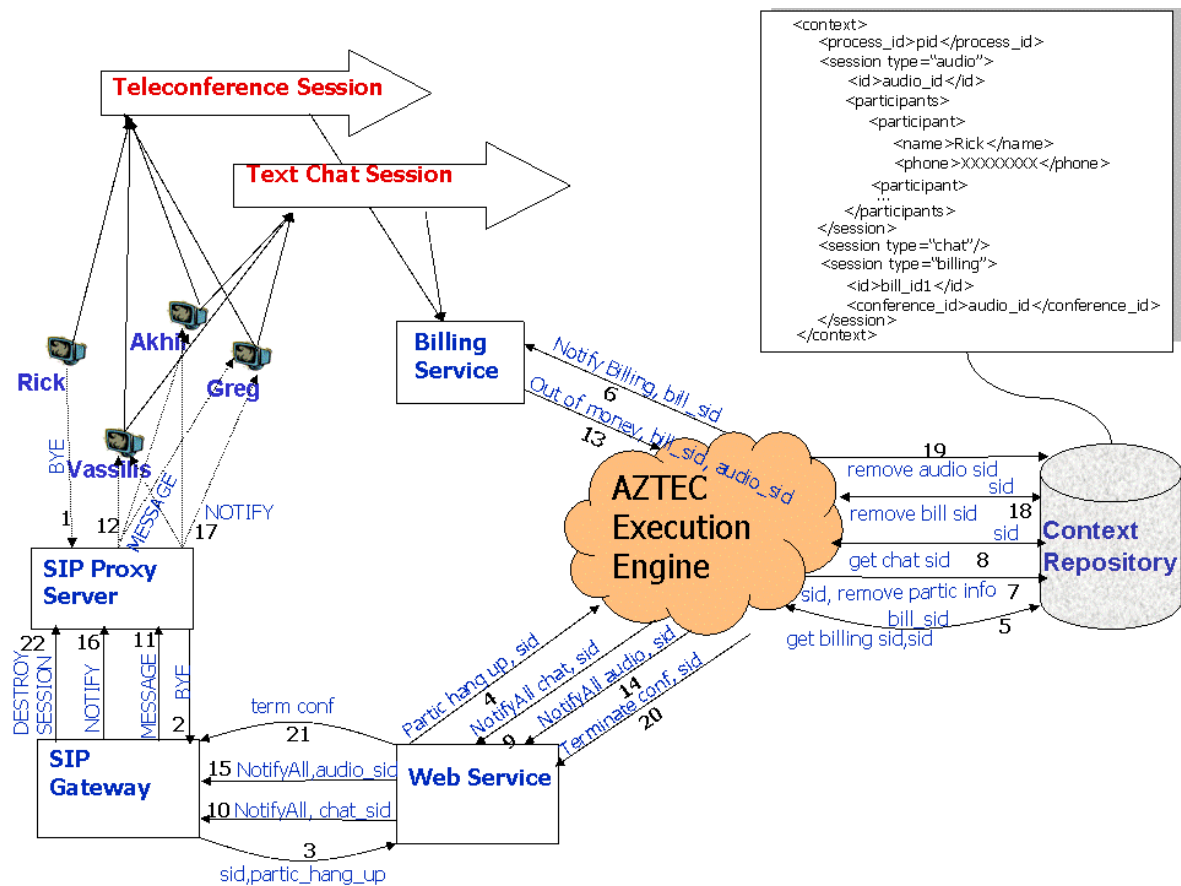 <context>
<process_id>pid</process_id>
<session type="audio">
<id>audio_id</id>
<participants>
<participant>
<name>Rick</name>
<phone>XXXXXXXX</phone>
<participant>
...
</participants>
</session>
<session type="chat"/>
<session type="billing">
<id>bill_id1</id>
<conference_id>audio_id</conference_id>
</session>
</context>
Teleconference Session
Text Chat Session
Akhil
Rick
Greg
Vassilis
Billing
Service
Notify Billing, bill_sid
6
Out of money, bill_sid, audio_sid
13
BYE
1
12
MESSAGE
17
NOTIFY
AZTEC
Execution
Engine
19
remove audio sid
sid
remove bill sid
18
sid
get chat sid
8
sid, remove partic info
7
bill_sid
get billing sid,sid
5
Context
Repository
SIP Proxy
Server
22
16
11
DESTROY
SESSION
NOTIFY
MESSAGE
BYE
2
Partic hang up, sid
4
NotifyAll chat, sid
9
NotifyAll audio, sid
14
Terminate conf, sid
20
term conf
21
SIP
Gateway
15 NotifyAll,audio_sid
10 NotifyAll, chat_sid
Web Service
3
sid,partic_hang_up